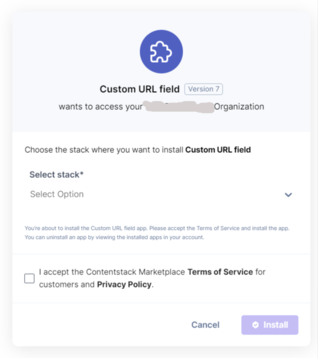 Custom URL field Version 7
wants to access your Organization
Choose the stack where you want to install Custom URL field
Select stack*
Select Option
You're about to install the Custom URL field app. Please accept the Terms of Service and install the app.
You can uninstall an app by viewing the installed apps in your account.
I accept the Contentstack Marketplace Terms of Service for
customers and Privacy Policy.
Cancel Install